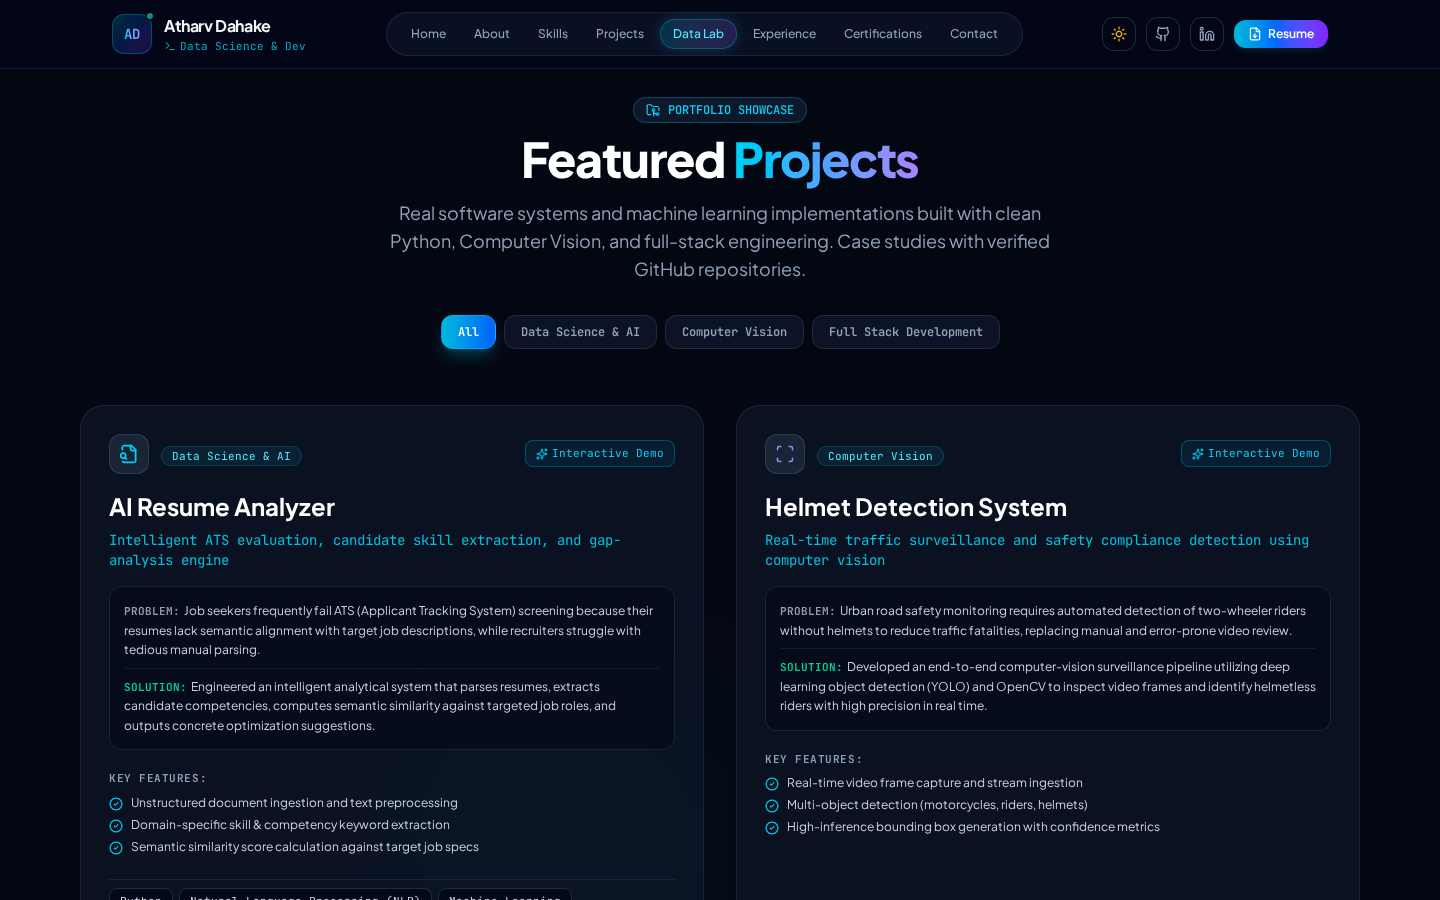 AD
Atharv Dahake
Data Science & Dev
Home
About
Skills
Projects
Data Lab
Experience
Certifications
Contact
Resume
PORTFOLIO SHOWCASE
Featured Projects
Real software systems and machine learning implementations built with clean
Python, Computer Vision, and full-stack engineering. Case studies with verified
GitHub repositories.
All
Data Science & AI
Computer Vision
Full Stack Development
Data Science & AI
Interactive Demo
AI Resume Analyzer
Intelligent ATS evaluation, candidate skill extraction, and gap-
analysis engine
PROBLEM: Job seekers frequently fail ATS (Applicant Tracking System) screening because their
resumes lack semantic alignment with target job descriptions, while recruiters struggle with
tedious manual parsing.
SOLUTION: Engineered an intelligent analytical system that parses resumes, extracts
candidate competencies, computes semantic similarity against targeted job roles, and
outputs concrete optimization suggestions.
KEY FEATURES:
Unstructured document ingestion and text preprocessing
Domain-specific skill & competency keyword extraction
Semantic similarity score calculation against target job specs
Python
Natural Language Processing (NLP)
Machine Learning
Computer Vision
Interactive Demo
Helmet Detection System
Real-time traffic surveillance and safety compliance detection using
computer vision
PROBLEM: Urban road safety monitoring requires automated detection of two-wheeler riders
without helmets to reduce traffic fatalities, replacing manual and error-prone video review.
SOLUTION: Developed an end-to-end computer-vision surveillance pipeline utilizing deep
learning object detection (YOLO) and OpenCV to inspect video frames and identify helmetless
riders with high precision in real time.
KEY FEATURES:
Real-time video frame capture and stream ingestion
Multi-object detection (motorcycles, riders, helmets)
High-inference bounding box generation with confidence metrics